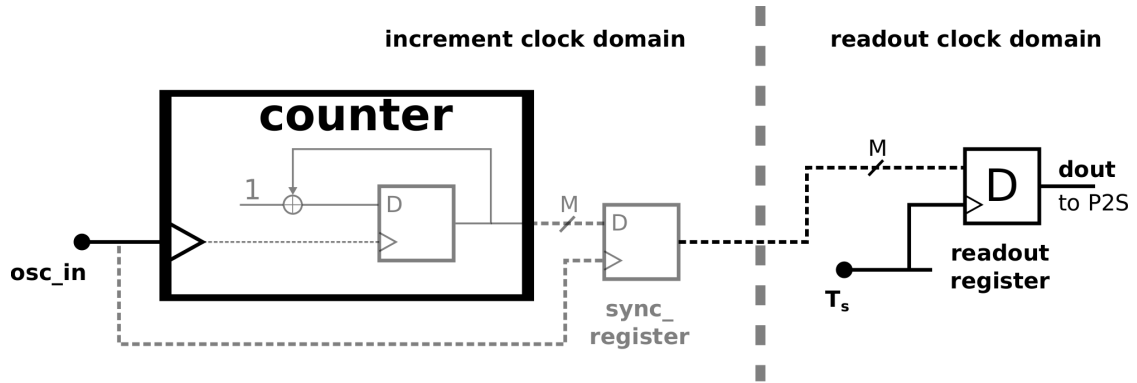 increment clock domain
readout clock domain
counter
1
D
M
D
sync_
register
osc_in
M
D
dout
to P2S
readout
register
Ts